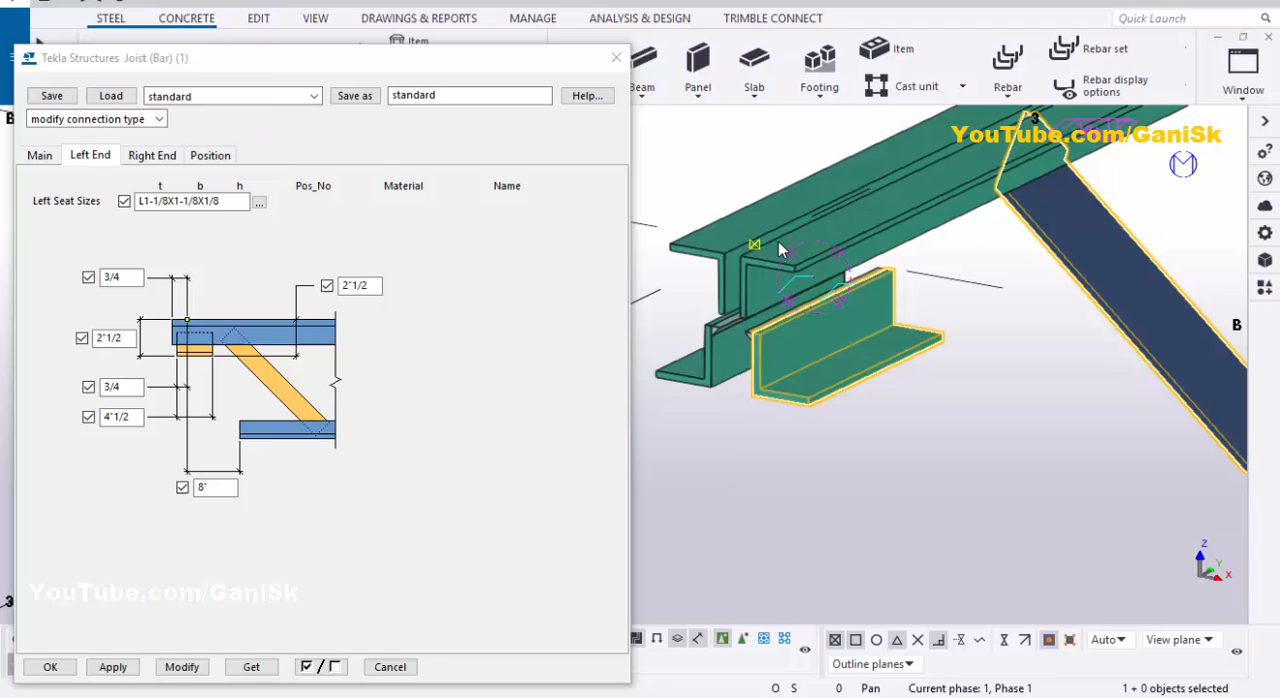 STEEL CONCRETE EDIT VIEW DRAWINGS & REPORTS MANAGE ANALYSIS & DESIGN TRIMBLE CONNECT Quick Launch
Item
Beam Panel Slab Footing Item Cast unit Rebar Rebar set Rebar display options Window
Tekla Structures Joist (Bar) (1)
Save Load standard Save as standard Help...
modify connection type
Main Left End Right End Position
t b h Pos_No Material Name
Left Seat Sizes L1-1/8X1-1/8X1/8 ...
3/4 2"1/2
2"1/2
3/4
4"1/2
8"
YouTube.com/GaniSk
OK Apply Modify Get Cancel
B
3
YouTube.com/GaniSk
3
B
Z
Y
X
Auto View plane
Outline planes
O S 0 Pan Current phase: 1, Phase 1 1 + 0 objects selected